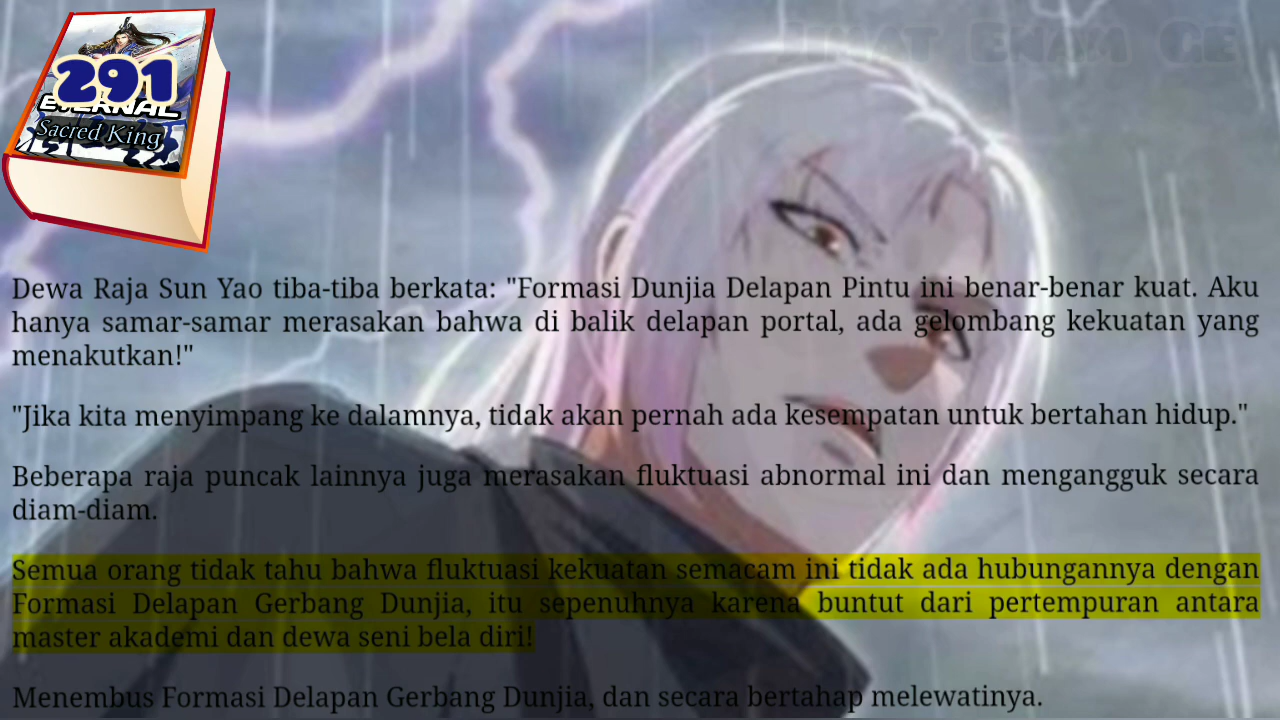 291
ETERNAL
Sacred King
Dewa Raja Sun Yao tiba-tiba berkata: "Formasi Dunjia Delapan Pintu ini benar-benar kuat. Aku
hanya samar-samar merasakan bahwa di balik delapan portal, ada gelombang kekuatan yang
menakutkan!"
"Jika kita menyimpang ke dalamnya, tidak akan pernah ada kesempatan untuk bertahan hidup."
Beberapa raja puncak lainnya juga merasakan fluktuasi abnormal ini dan mengangguk secara
diam-diam.
Semua orang tidak tahu bahwa fluktuasi kekuatan semacam ini tidak ada hubungannya dengan
Formasi Delapan Gerbang Dunjia, itu sepenuhnya karena buntut dari pertempuran antara
master akademi dan dewa seni bela diri!
Menembus Formasi Delapan Gerbang Dunjia, dan secara bertahap melewatinya.